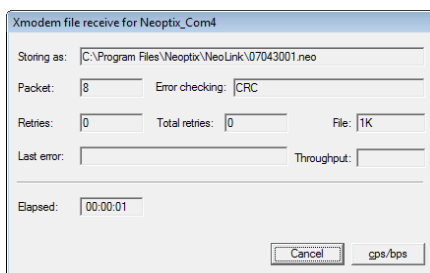 Xmodem file receive for Neoptix_Com4
Storing as: C:\Program Files\Neoptix\NeoLink\07043001.neo
Packet: 8 Error checking: CRC
Retries: 0 Total retries: 0 File: 1K
Last error: Throughput:
Elapsed: 00:00:01
Cancel cps/bps